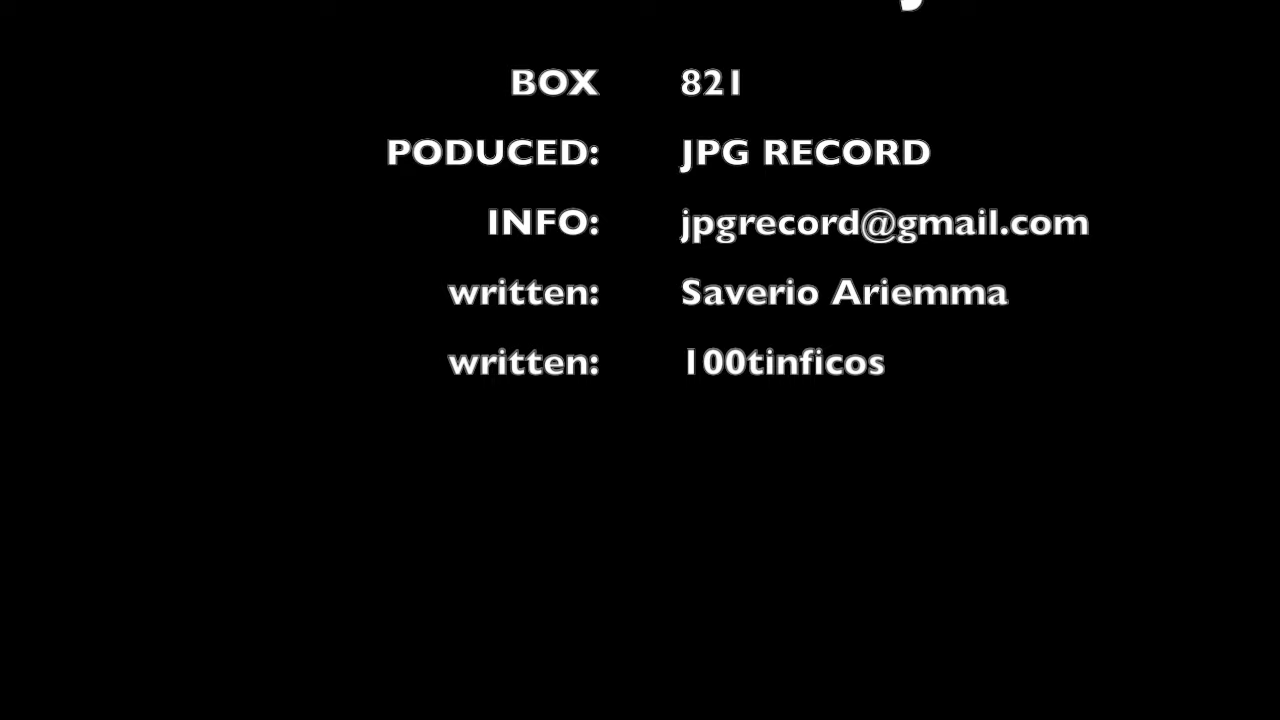 BOX 821
PODUCED: JPG RECORD
INFO: jpgrecord@gmail.com
written: Saverio Ariemma
written: 100tinficos